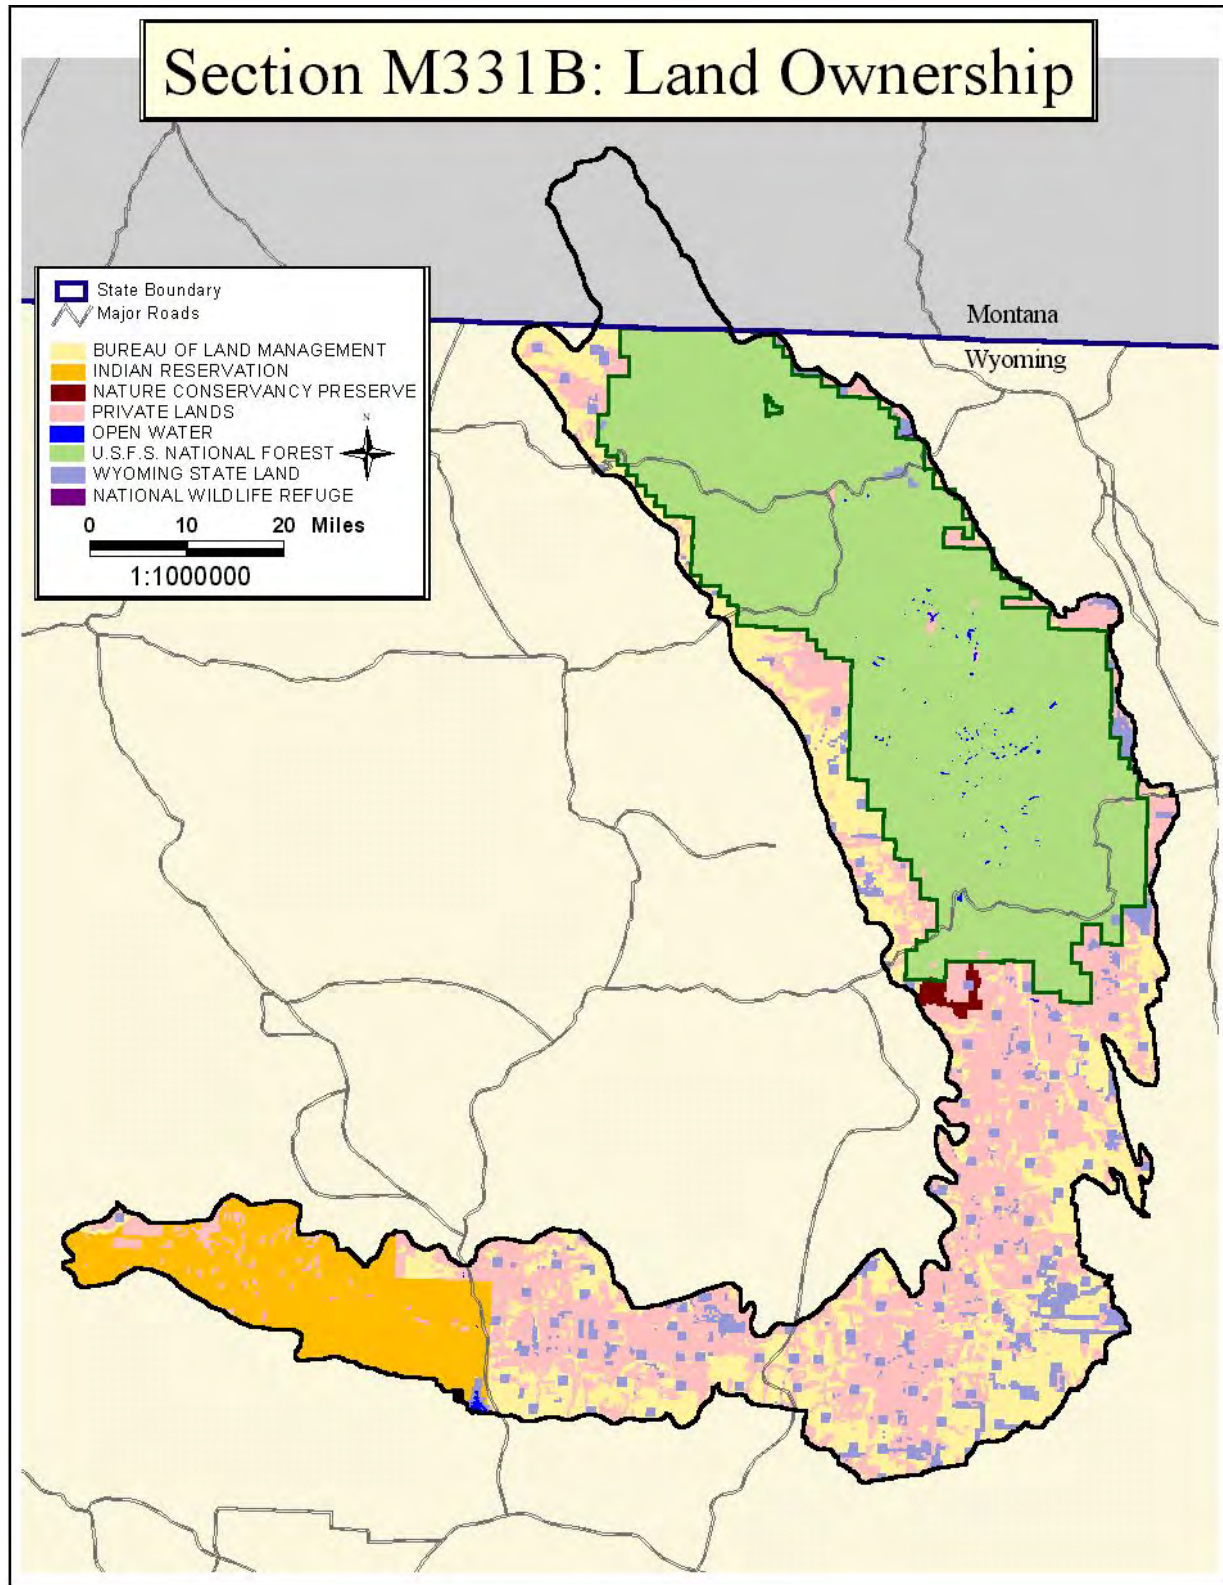 Section M331B: Land Ownership
State Boundary
Major Roads
BUREAU OF LAND MANAGEMENT
INDIAN RESERVATION
NATURE CONSERVANCY PRESERVE
PRIVATE LANDS
OPEN WATER
U.S.F.S. NATIONAL FOREST
WYOMING STATE LAND
NATIONAL WILDLIFE REFUGE
N
0 10 20 Miles
1:1000000
Montana
Wyoming